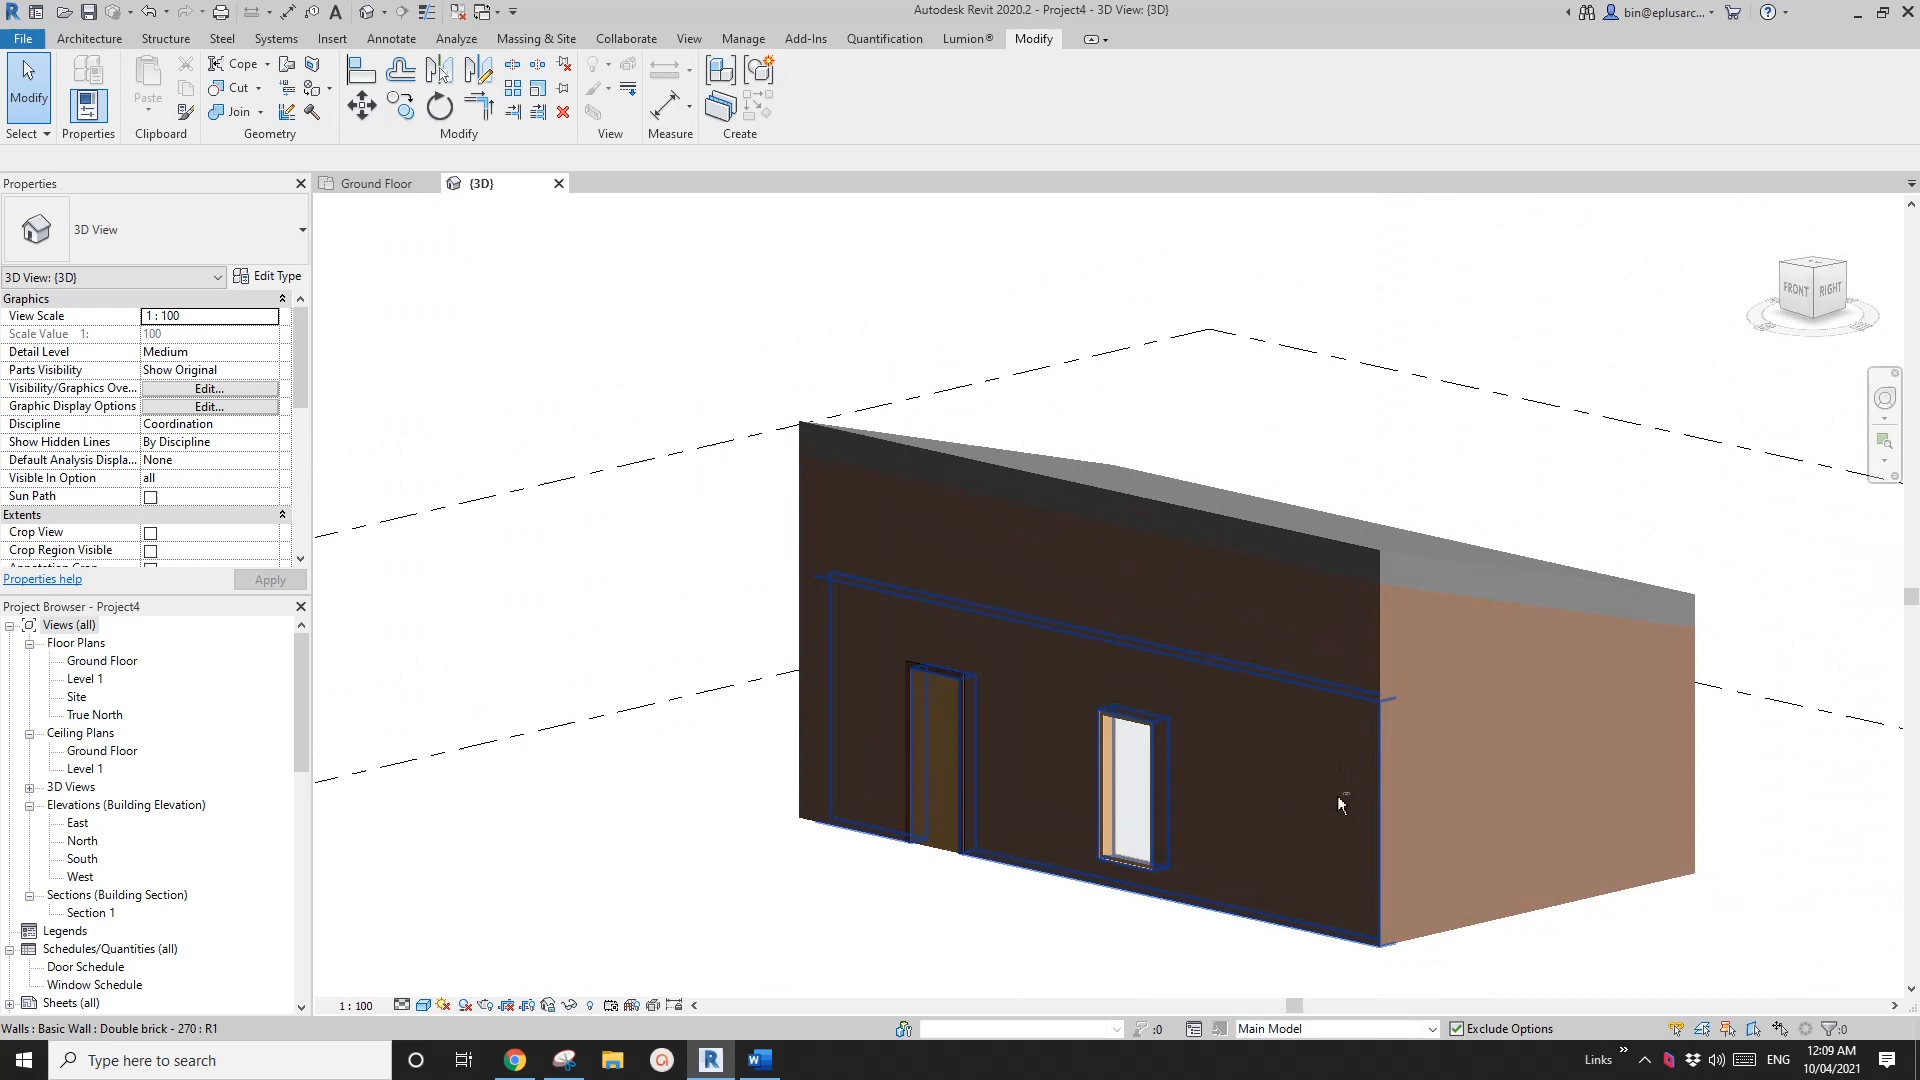 Autodesk Revit 2020.2 - Project4 - 3D View: {3D}
bin@eplusarc...
File Architecture Structure Steel Systems Insert Annotate Analyze Massing & Site Collaborate View Manage Add-Ins Quantification Lumion® Modify
Modify
Paste
Cope
Cut
Join
Select Properties Clipboard Geometry Modify View Measure Create
Properties
Ground Floor
{3D}
3D View
3D View: {3D}
Edit Type
Graphics
View Scale 1 : 100
Scale Value 1: 100
Detail Level Medium
Parts Visibility Show Original
Visibility/Graphics Ove... Edit...
Graphic Display Options Edit...
Discipline Coordination
Show Hidden Lines By Discipline
Default Analysis Displa... None
Visible In Option all
Sun Path
Extents
Crop View
Crop Region Visible
Properties help
Apply
FRONT RIGHT
Project Browser - Project4
Views (all)
Floor Plans
Ground Floor
Level 1
Site
True North
Ceiling Plans
Ground Floor
Level 1
3D Views
Elevations (Building Elevation)
East
North
South
West
Sections (Building Section)
Section 1
Legends
Schedules/Quantities (all)
Door Schedule
Window Schedule
Sheets (all)
1 : 100
Walls : Basic Wall : Double brick - 270 : R1
:0
Main Model
Exclude Options
:0
Type here to search
Links
ENG
12:09 AM
10/04/2021